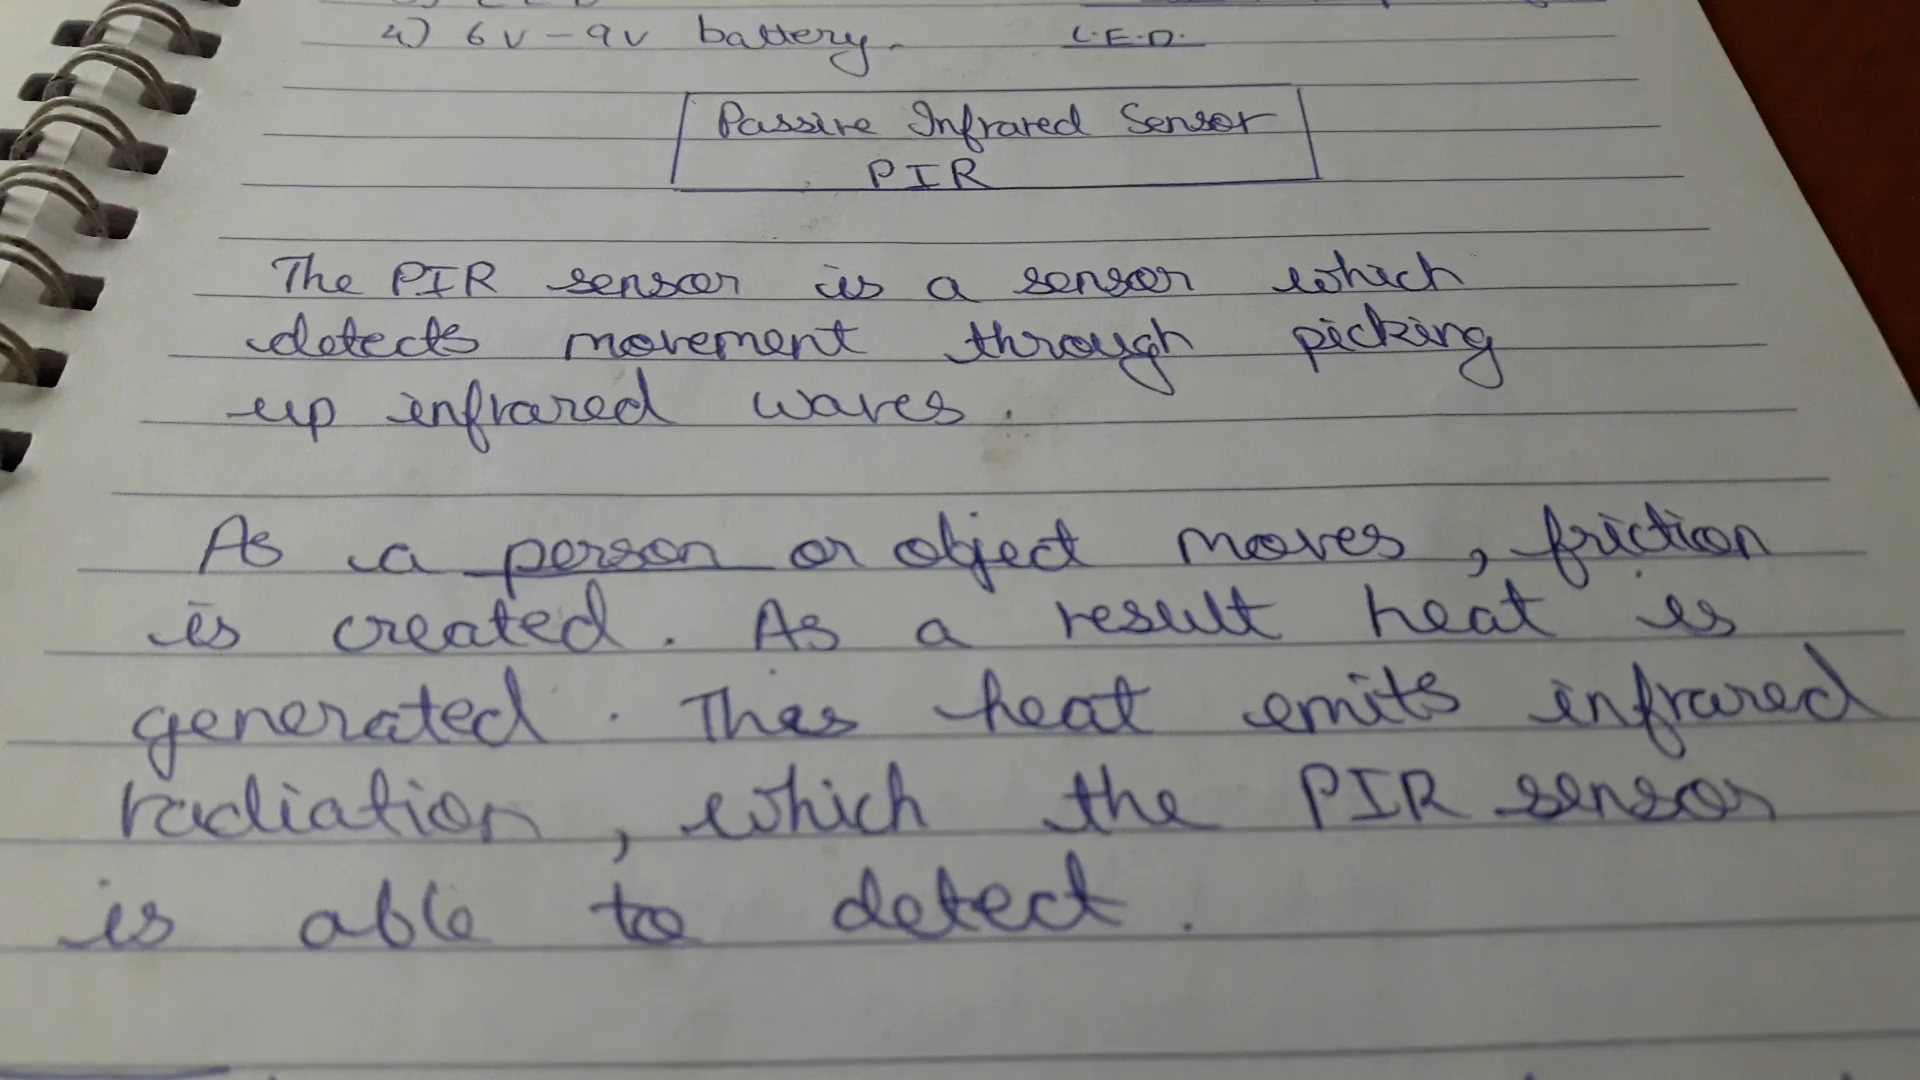 4) 6V - 9V battery.
L.E.D.
Passive Infrared Sensor
PIR
The PIR sensor is a sensor which
detects movement through picking
up infrared waves.
As a person or object moves, friction
is created. As a result heat is
generated. This heat emits infrared
radiation, which the PIR sensor
is able to detect.